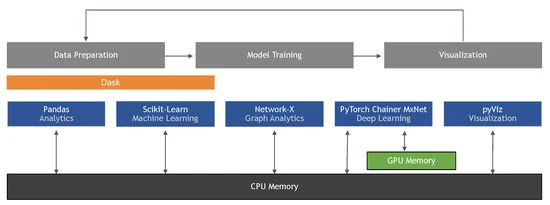 Data Preparation
Model Training
Visualization
Dask
Pandas
Analytics
Scikit-Learn
Machine Learning
Network-X
Graph Analytics
PyTorch Chainer MxNet
Deep Learning
pyViz
Visualization
GPU Memory
CPU Memory